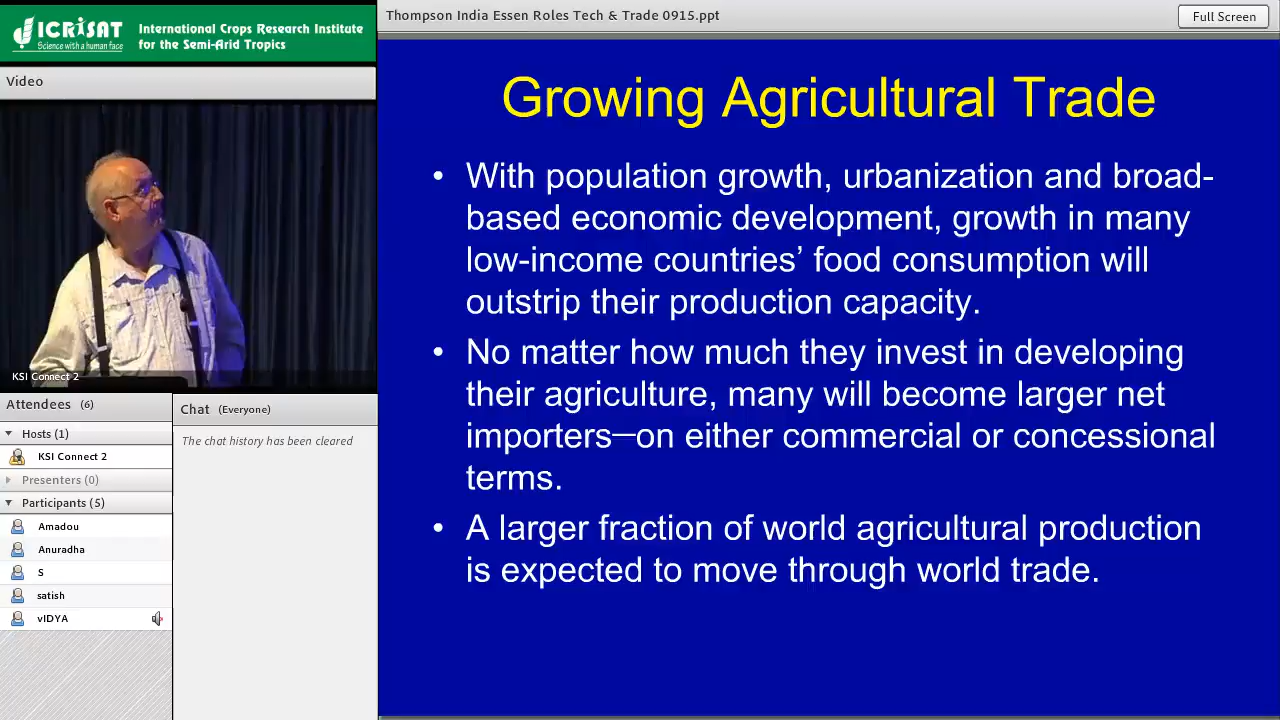 ICRISAT
Science with a human face
International Crops Research Institute
for the Semi-Arid Tropics
Video
KSI Connect 2
Attendees (6)
Hosts (1)
KSI Connect 2
Presenters (0)
Participants (5)
Amadou
Anuradha
S
satish
vIDYA
Chat (Everyone)
The chat history has been cleared
Thompson India Essen Roles Tech & Trade 0915.ppt
Full Screen
Growing Agricultural Trade
• With population growth, urbanization and broad-
based economic development, growth in many
low-income countries’ food consumption will
outstrip their production capacity.
• No matter how much they invest in developing
their agriculture, many will become larger net
importers—on either commercial or concessional
terms.
• A larger fraction of world agricultural production
is expected to move through world trade.